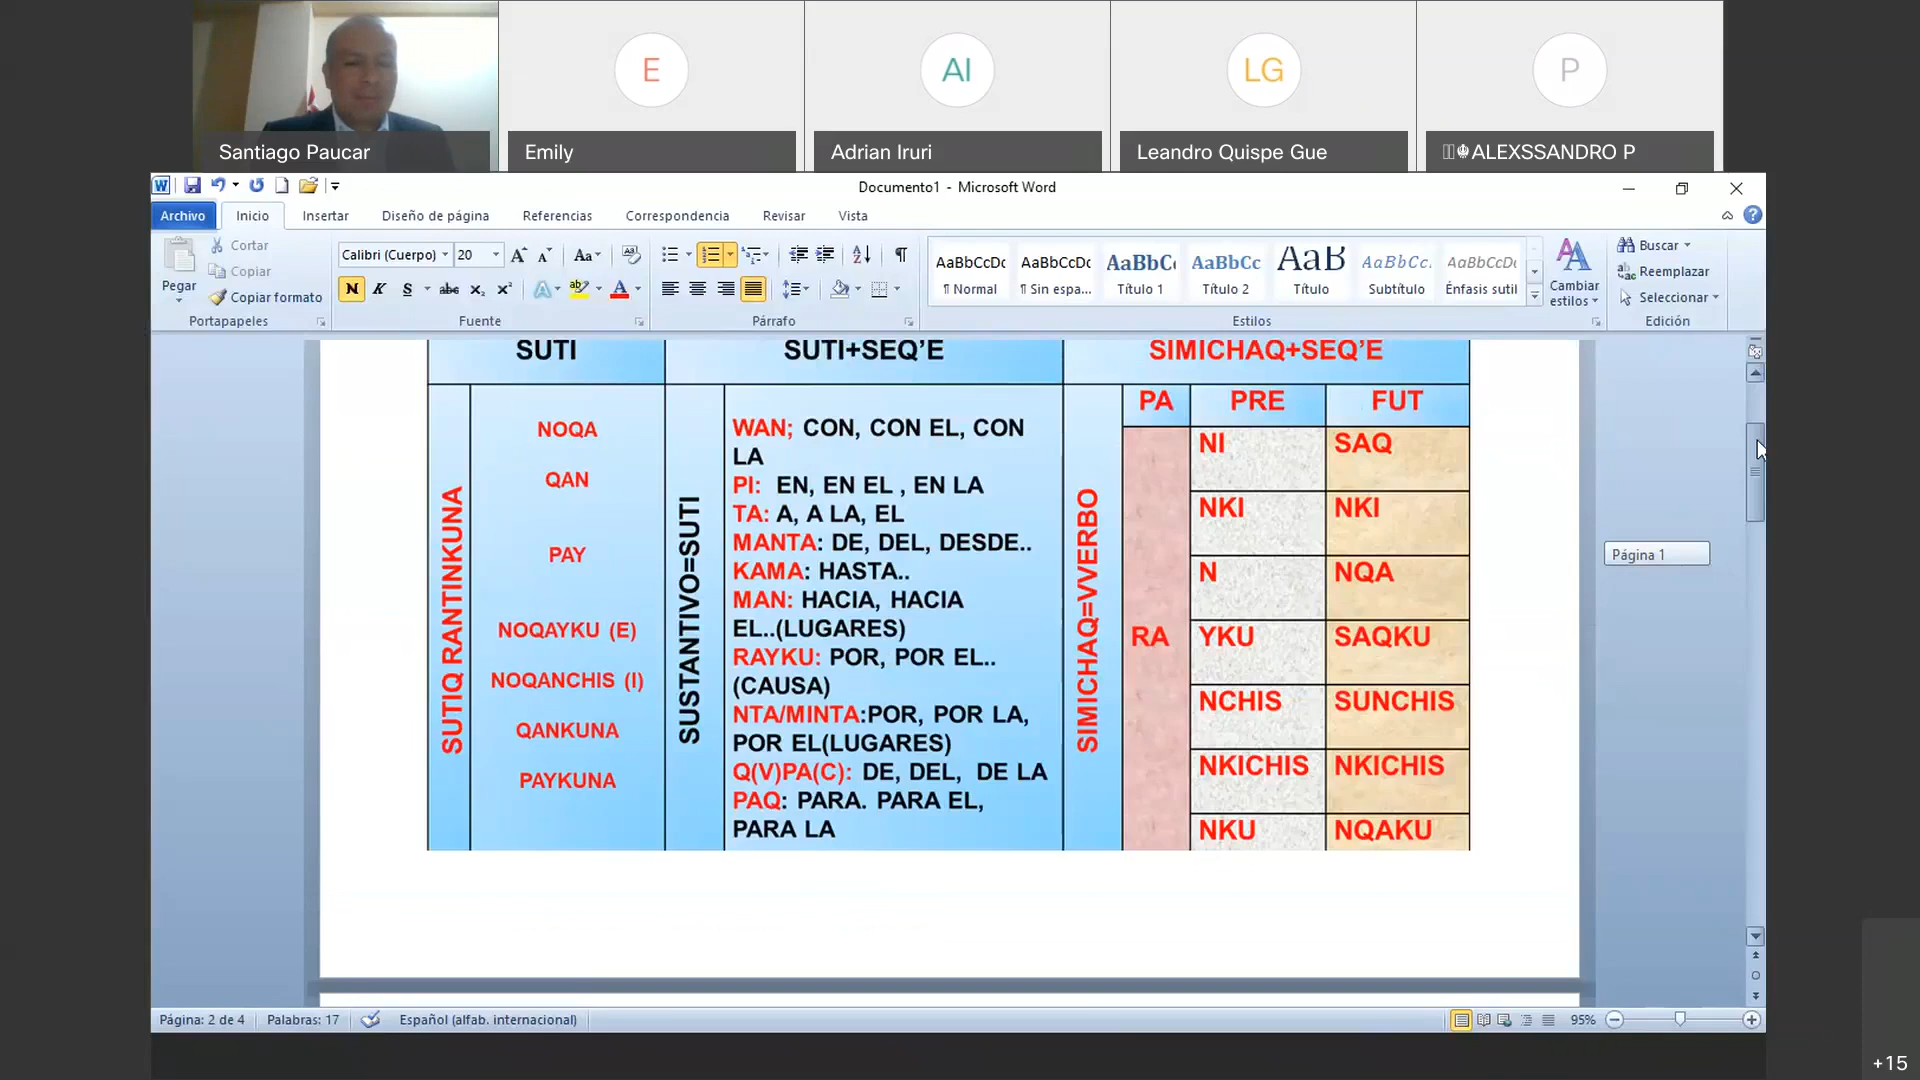 E
AI
LG
P
Santiago Paucar
Emily
Adrian Iruri
Leandro Quispe Gue
ALEXSSANDRO P
Documento1 - Microsoft Word
Archivo
Inicio
Insertar
Diseño de página
Referencias
Correspondencia
Revisar
Vista
Pegar
Cortar
Copiar
Copiar formato
Portapapeles
Calibri (Cuerpo)
20
N K S abc x₂ x²
Fuente
Párrafo
AaBbCcDc
¶ Normal
AaBbCcDc
¶ Sin espa...
AaBbC
Título 1
AaBbCc
Título 2
AaB
Título
AaBbCc.
Subtítulo
AaBbCcDc
Énfasis sutil
Cambiar
estilos
Estilos
Buscar
Reemplazar
Seleccionar
Edición
SUTI
SUTI+SEQ’E
SIMICHAQ+SEQ’E
SUTIQ RANTINKUNA
NOQA
QAN
PAY
NOQAYKU (E)
NOQANCHIS (I)
QANKUNA
PAYKUNA
SUSTANTIVO=SUTI
WAN; CON, CON EL, CON
LA
PI: EN, EN EL , EN LA
TA: A, A LA, EL
MANTA: DE, DEL, DESDE..
KAMA: HASTA..
MAN: HACIA, HACIA
EL..(LUGARES)
RAYKU: POR, POR EL..
(CAUSA)
NTA/MINTA:POR, POR LA,
POR EL(LUGARES)
Q(V)PA(C): DE, DEL, DE LA
PAQ: PARA. PARA EL,
PARA LA
SIMICHAQ=VVERBO
PA PRE FUT
RA
NI SAQ
NKI NKI
N NQA
YKU SAQKU
NCHIS SUNCHIS
NKICHIS NKICHIS
NKU NQAKU
Página 1
Página: 2 de 4
Palabras: 17
Español (alfab. internacional)
95%
+15